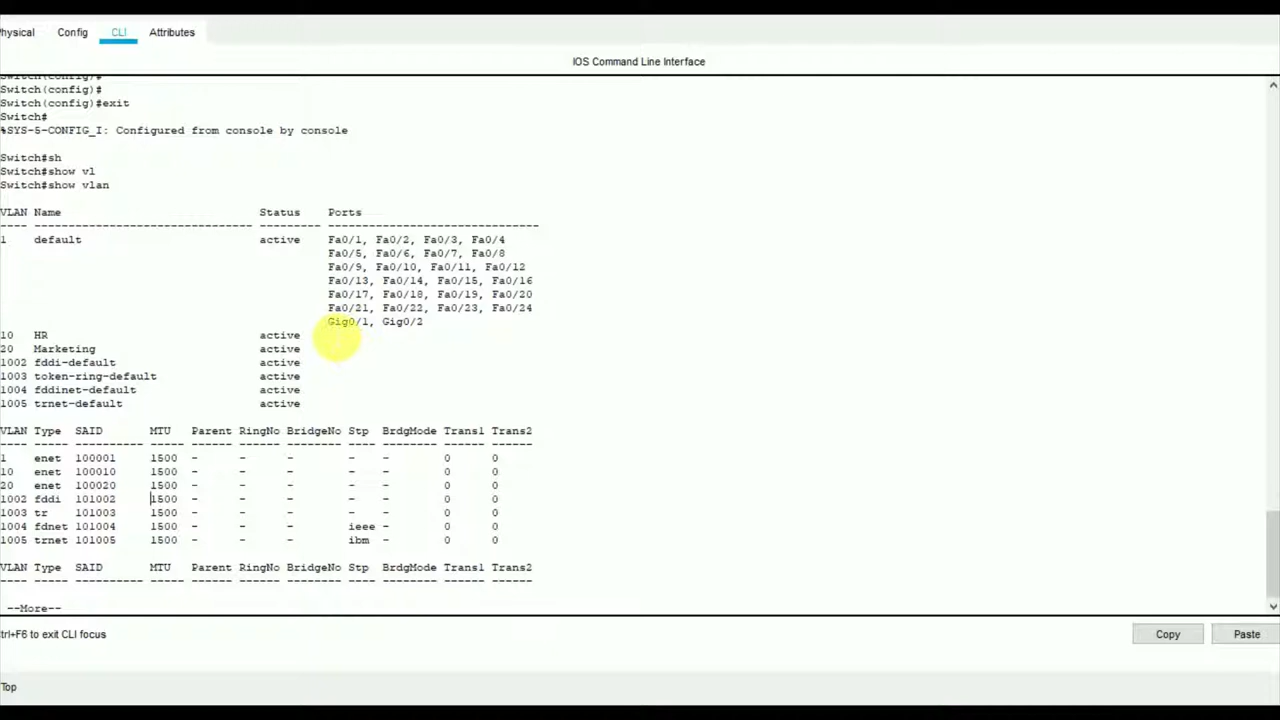 hysical Config CLI Attributes
IOS Command Line Interface
Switch(config)#
Switch(config)#
Switch(config)#exit
Switch#
%SYS-5-CONFIG_I: Configured from console by console
Switch#sh
Switch#show vl
Switch#show vlan
VLAN Name Status Ports
---- -------------------------------- --------- -------------------------------
1 default active Fa0/1, Fa0/2, Fa0/3, Fa0/4
Fa0/5, Fa0/6, Fa0/7, Fa0/8
Fa0/9, Fa0/10, Fa0/11, Fa0/12
Fa0/13, Fa0/14, Fa0/15, Fa0/16
Fa0/17, Fa0/18, Fa0/19, Fa0/20
Fa0/21, Fa0/22, Fa0/23, Fa0/24
Gig0/1, Gig0/2
10 HR active
20 Marketing active
1002 fddi-default active
1003 token-ring-default active
1004 fddinet-default active
1005 trnet-default active
VLAN Type SAID MTU Parent RingNo BridgeNo Stp BrdgMode Trans1 Trans2
---- ----- ---------- ----- ------ ------ -------- ---- -------- ------ ------
1 enet 100001 1500 - - - - - 0 0
10 enet 100010 1500 - - - - - 0 0
20 enet 100020 1500 - - - - - 0 0
1002 fddi 101002 1500 - - - - - 0 0
1003 tr 101003 1500 - - - - - 0 0
1004 fdnet 101004 1500 - - - ieee - 0 0
1005 trnet 101005 1500 - - - ibm - 0 0
VLAN Type SAID MTU Parent RingNo BridgeNo Stp BrdgMode Trans1 Trans2
---- ----- ---------- ----- ------ ------ -------- ---- -------- ------ ------
--More--
trl+F6 to exit CLI focus
Copy Paste
Top